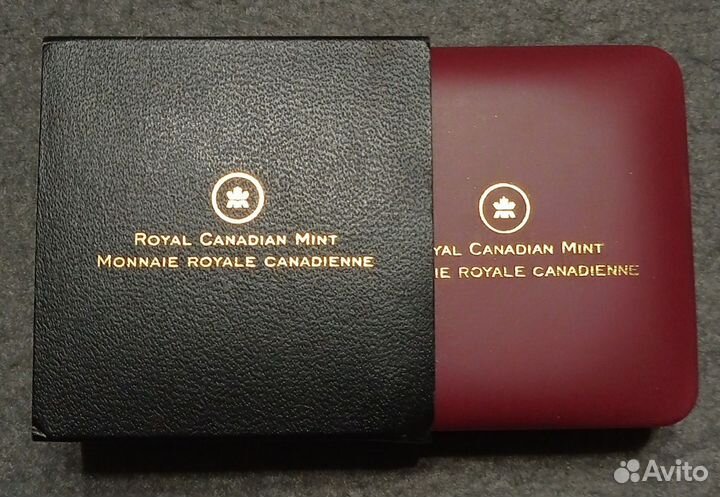 ROYAL CANADIAN MINT
MONNAIE ROYALE CANADIENNE
CANADIAN MINT
ROYALE CANADIENNE
Avito